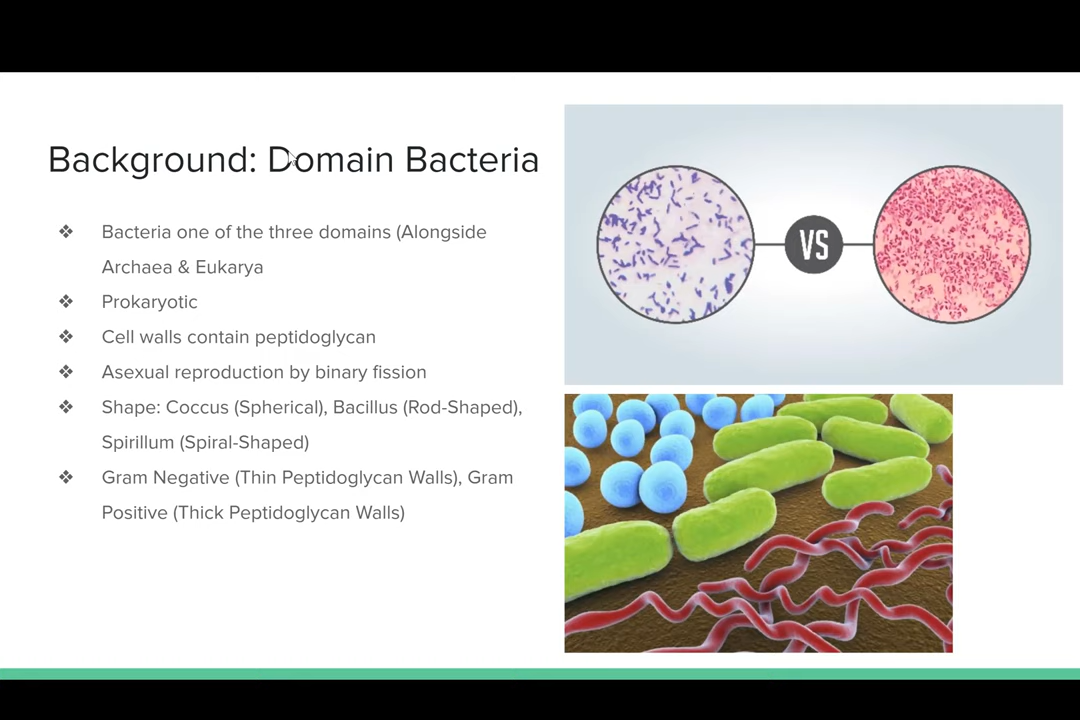 Background: Domain Bacteria
❖ Bacteria one of the three domains (Alongside
Archaea & Eukarya
❖ Prokaryotic
❖ Cell walls contain peptidoglycan
❖ Asexual reproduction by binary fission
❖ Shape: Coccus (Spherical), Bacillus (Rod-Shaped),
Spirillum (Spiral-Shaped)
❖ Gram Negative (Thin Peptidoglycan Walls), Gram
Positive (Thick Peptidoglycan Walls)
VS